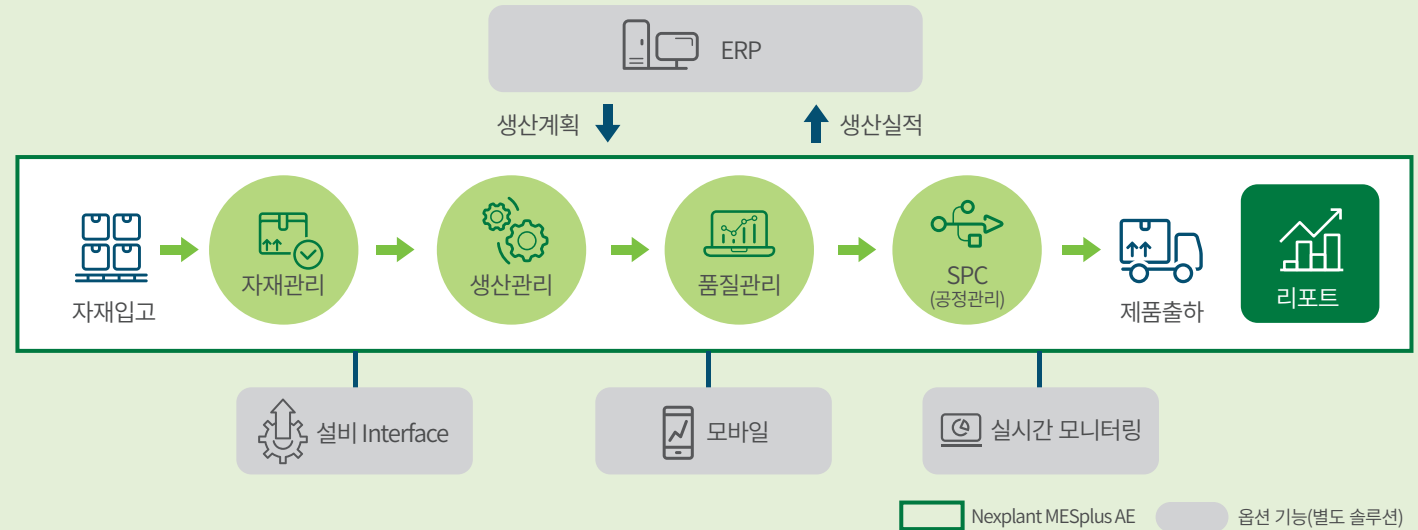 ERP
생산계획
생산실적
자재입고
자재관리
생산관리
품질관리
SPC
(공정관리)
제품출하
리포트
설비 Interface
모바일
실시간 모니터링
Nexplant MESplus AE
옵션 기능(별도 솔루션)